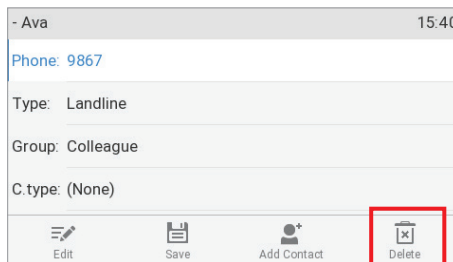 - Ava 15:40
Phone: 9867
Type: Landline
Group: Colleague
C.type: (None)
Edit Save Add Contact Delete